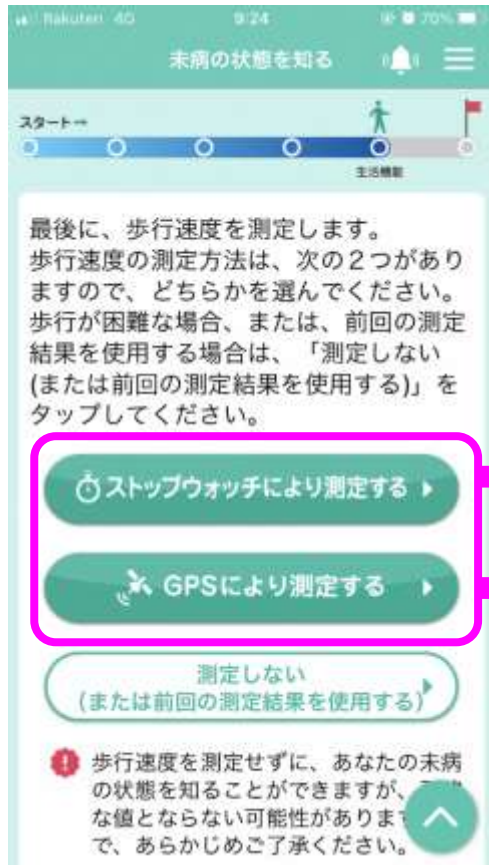 Rakuten 4G 9:24 70%
未病の状態を知る
スタート→
生活機能
最後に、歩行速度を測定します。
歩行速度の測定方法は、次の2つがあり
ますので、どちらかを選んでください。
歩行が困難な場合、または、前回の測定
結果を使用する場合は、「測定しない
(または前回の測定結果を使用する)」を
タップしてください。
ストップウォッチにより測定する
GPSにより測定する
測定しない
(または前回の測定結果を使用する)
歩行速度を測定せずに、あなたの未病
の状態を知ることができますが、
な値とならない可能性がありま
で、あらかじめご了承ください。